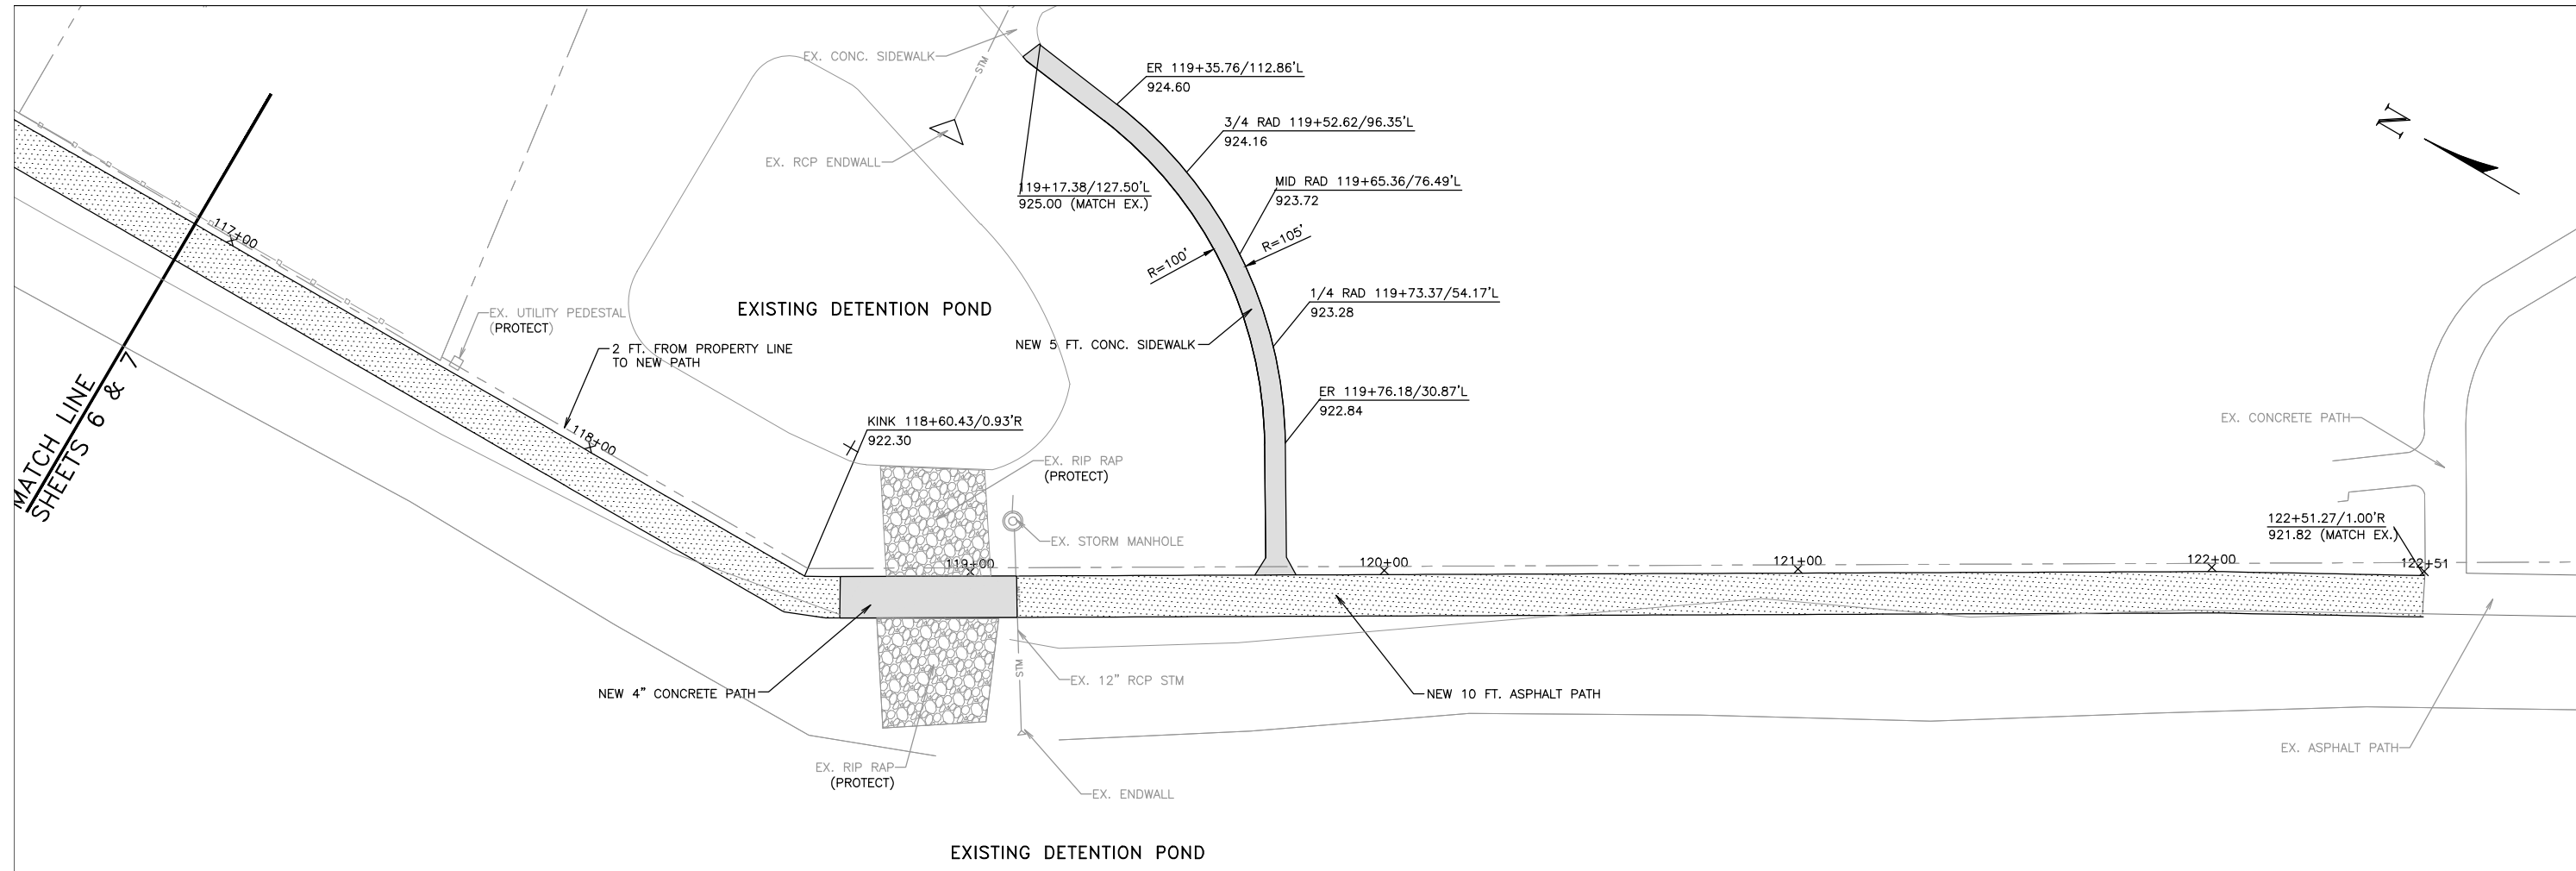 EX. CONC. SIDEWALK
STM
ER 119+35.76/112.86'L
924.60
3/4 RAD 119+52.62/96.35'L
924.16
N
EX. RCP ENDWALL
119+17.38/127.50'L
925.00 (MATCH EX.)
MID RAD 119+65.36/76.49'L
923.72
117+00
R=100'
R=105'
1/4 RAD 119+73.37/54.17'L
923.28
EXISTING DETENTION POND
EX. UTILITY PEDESTAL
(PROTECT)
2 FT. FROM PROPERTY LINE
TO NEW PATH
NEW 5 FT. CONC. SIDEWALK
MATCH LINE
SHEETS 6 & 7
ER 119+76.18/30.87'L
922.84
KINK 118+60.43/0.93'R
922.30
118+00
EX. CONCRETE PATH
EX. RIP RAP
(PROTECT)
122+51.27/1.00'R
921.82 (MATCH EX.)
EX. STORM MANHOLE
119+00
120+00
121+00
122+00
122+51
STM
EX. 12" RCP STM
NEW 4" CONCRETE PATH
NEW 10 FT. ASPHALT PATH
EX. ASPHALT PATH
EX. RIP RAP
(PROTECT)
EX. ENDWALL
EXISTING DETENTION POND